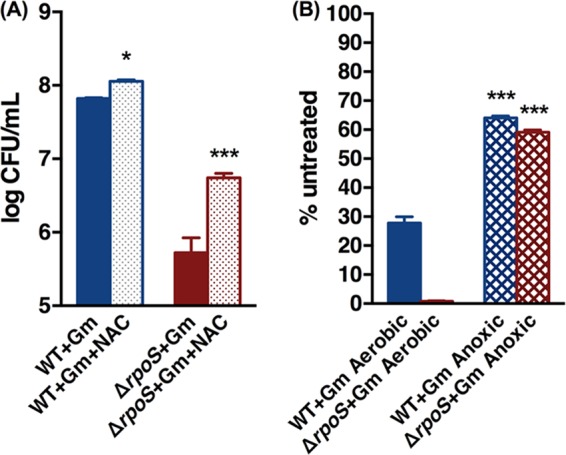 (A)
log CFU/mL
9
8
7
6
5
*
***
WT+Gm
WT+Gm+NAC
ΔrpoS+Gm
ΔrpoS+Gm+NAC
(B)
% untreated
100
90
80
70
60
50
40
30
20
10
0
***
***
WT+Gm Aerobic
ΔrpoS+Gm Aerobic
WT+Gm Anoxic
ΔrpoS+Gm Anoxic